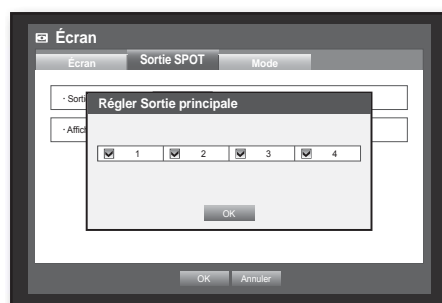 Écran
Écran Sortie SPOT Mode
Régler Sortie principale
1 2 3 4
OK
OK Annuler